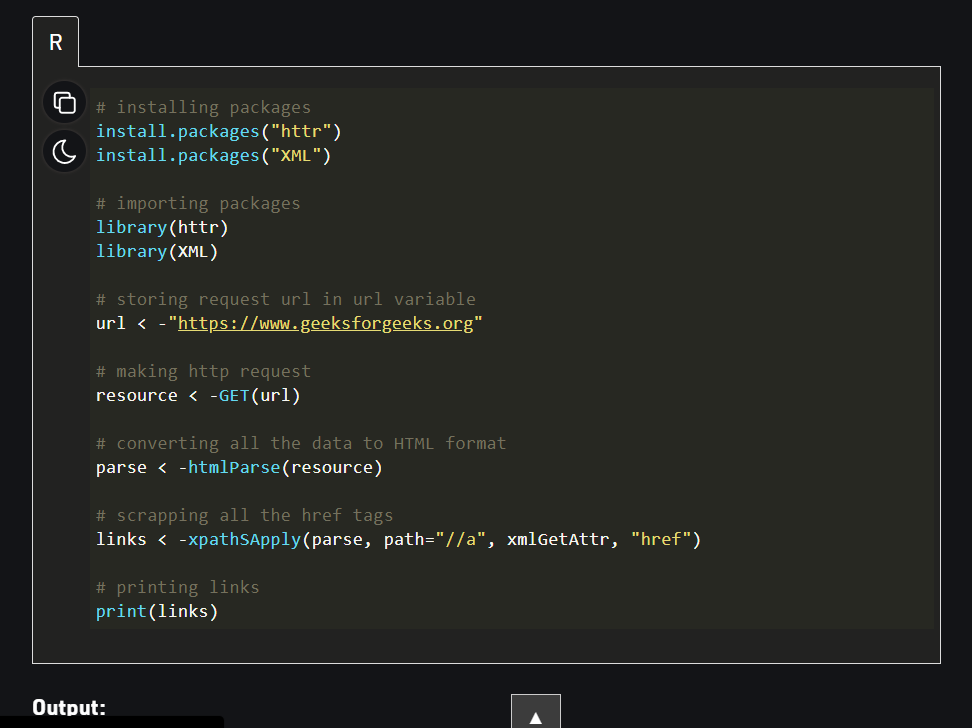 R
# installing packages
install.packages("httr")
install.packages("XML")
# importing packages
library(httr)
library(XML)
# storing request url in url variable
url < -"https://www.geeksforgeeks.org"
# making http request
resource < -GET(url)
# converting all the data to HTML format
parse < -htmlParse(resource)
# scrapping all the href tags
links < -xpathSApply(parse, path="//a", xmlGetAttr, "href")
# printing links
print(links)
Output: